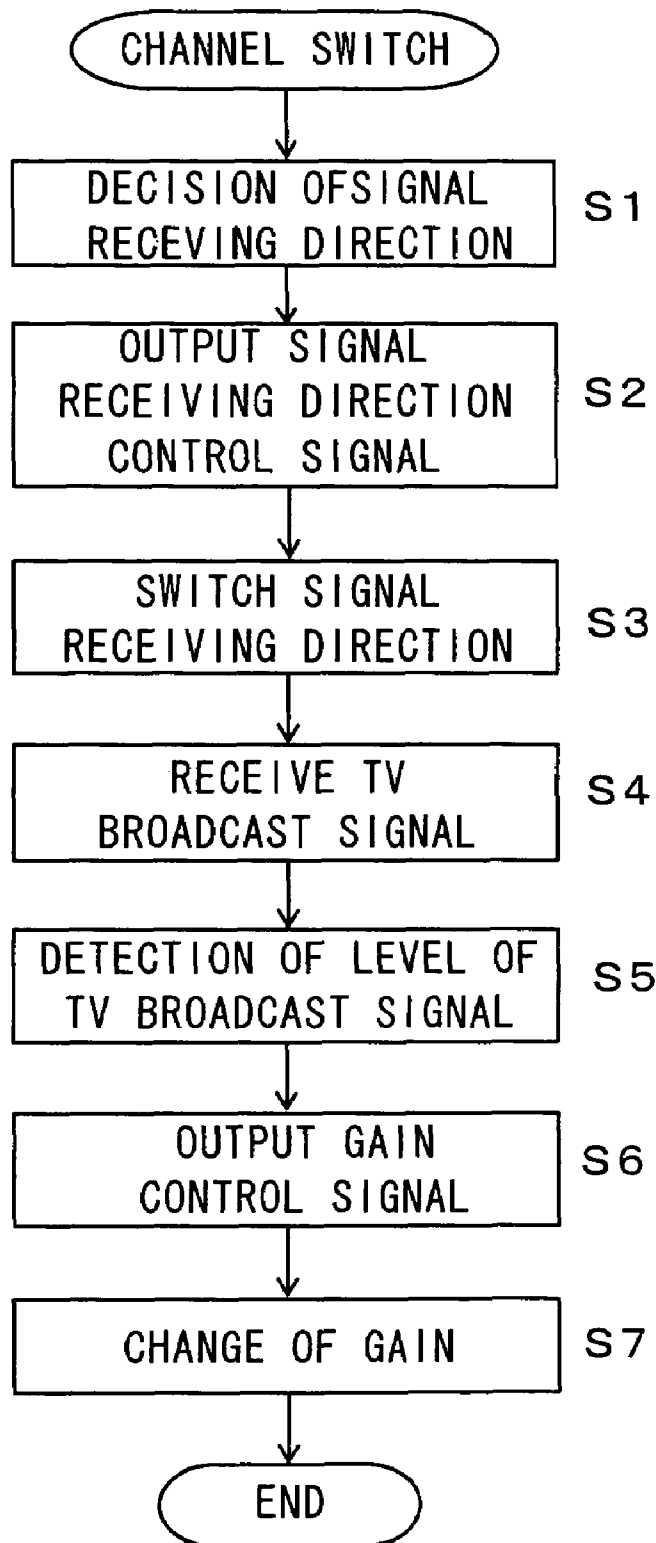 CHANNEL SWITCH
DECISION OFSIGNAL
RECEVING DIRECTION
S1
OUTPUT SIGNAL
RECEIVING DIRECTION
CONTROL SIGNAL
S2
SWITCH SIGNAL
RECEIVING DIRECTION
S3
RECEIVE TV
BROADCAST SIGNAL
S4
DETECTION OF LEVEL OF
TV BROADCAST SIGNAL
S5
OUTPUT GAIN
CONTROL SIGNAL
S6
CHANGE OF GAIN
S7
END